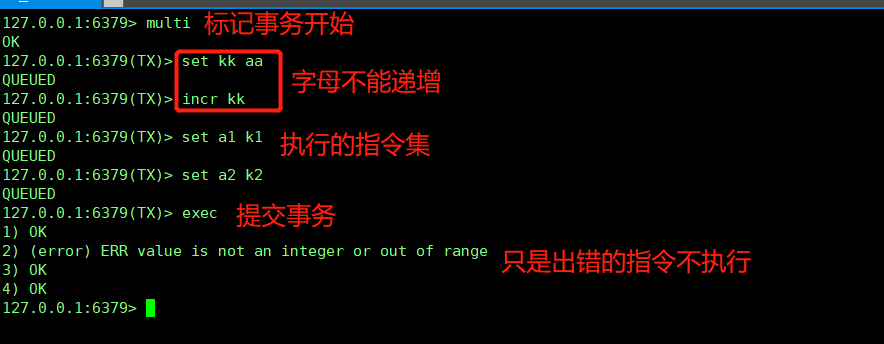 127.0.0.1:6379> multi 标记事务开始
OK
127.0.0.1:6379(TX)> set kk aa
QUEUED 字母不能递增
127.0.0.1:6379(TX)> incr kk
QUEUED
127.0.0.1:6379(TX)> set a1 k1 执行的指令集
QUEUED
127.0.0.1:6379(TX)> set a2 k2
QUEUED
127.0.0.1:6379(TX)> exec 提交事务
1) OK
2) (error) ERR value is not an integer or out of range 只是出错的指令不执行
3) OK
4) OK
127.0.0.1:6379>